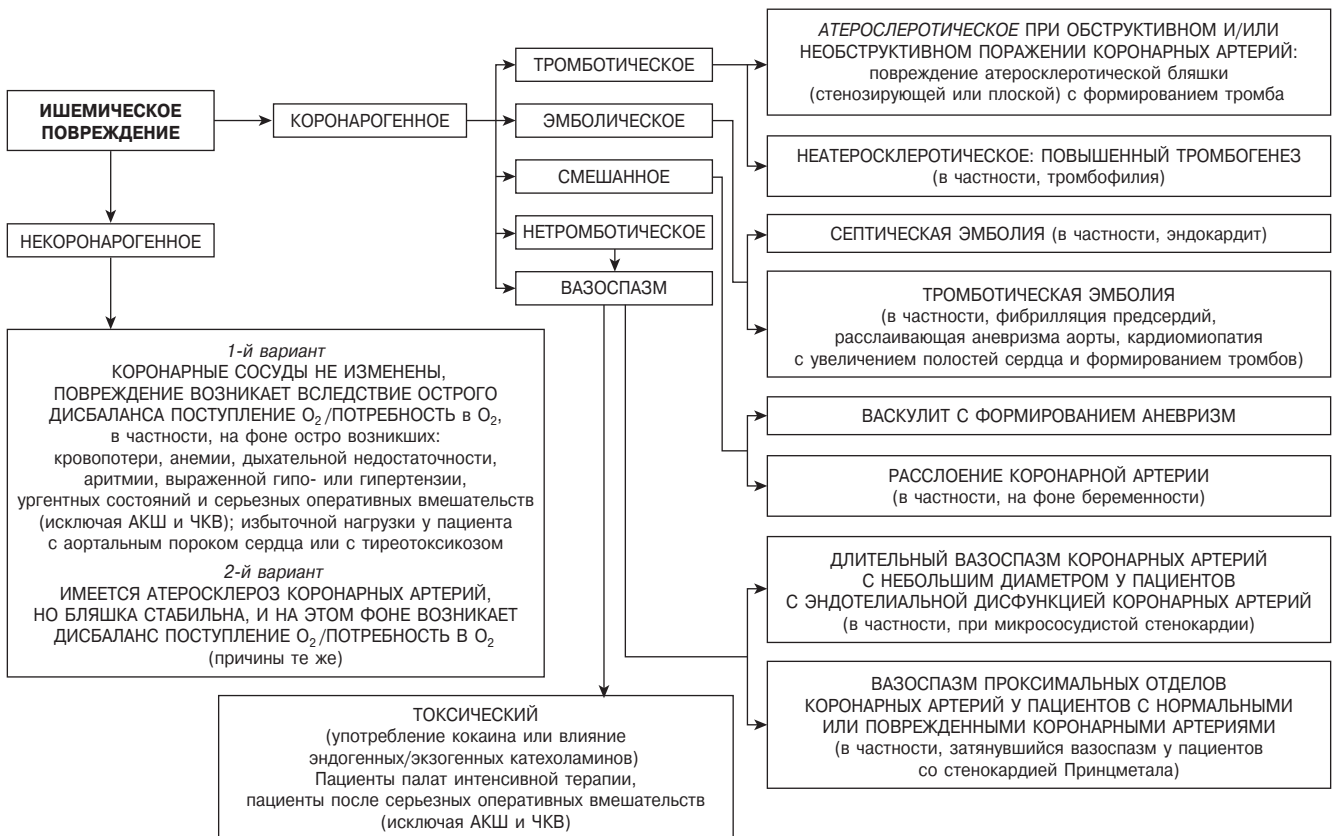 ИШЕМИЧЕСКОЕ
ПОВРЕЖДЕНИЕ
КОРОНАРОГЕННОЕ
НЕКОРОНАРОГЕННОЕ
1-й вариант
КОРОНАРНЫЕ СОСУДЫ НЕ ИЗМЕНЕНЫ,
ПОВРЕЖДЕНИЕ ВОЗНИКАЕТ ВСЛЕДСТВИЕ ОСТРОГО
ДИСБАЛАНСА ПОСТУПЛЕНИЕ O₂/ПОТРЕБНОСТЬ в O₂,
в частности, на фоне остро возникших:
кровопотери, анемии, дыхательной недостаточности,
аритмии, выраженной гипо- или гипертензии,
ургентных состояний и серьезных оперативных вмешательств
(исключая АКШ и ЧКВ); избыточной нагрузки у пациента
с аортальным пороком сердца или с тиреотоксикозом
2-й вариант
ИМЕЕТСЯ АТЕРОСКЛЕРОЗ КОРОНАРНЫХ АРТЕРИЙ,
НО БЛЯШКА СТАБИЛЬНА, И НА ЭТОМ ФОНЕ ВОЗНИКАЕТ
ДИСБАЛАНС ПОСТУПЛЕНИЕ O₂/ПОТРЕБНОСТЬ В O₂
(причины те же)
ТРОМБОТИЧЕСКОЕ
ЭМБОЛИЧЕСКОЕ
СМЕШАННОЕ
НЕТРОМБОТИЧЕСКОЕ
ВАЗОСПАЗМ
ТОКСИЧЕСКИЙ
(употребление кокаина или влияние
эндогенных/экзогенных катехоламинов)
Пациенты палат интенсивной терапии,
пациенты после серьезных оперативных вмешательств
(исключая АКШ и ЧКВ)
АТЕРОСЛЕРОТИЧЕСКОЕ ПРИ ОБСТРУКТИВНОМ И/ИЛИ
НЕОБСТРУКТИВНОМ ПОРАЖЕНИИ КОРОНАРНЫХ АРТЕРИЙ:
повреждение атеросклеротической бляшки
(стенозирующей или плоской) с формированием тромба
НЕАТЕРОСКЛЕРОТИЧЕСКОЕ: ПОВЫШЕННЫЙ ТРОМБОГЕНЕЗ
(в частности, тромбофилия)
СЕПТИЧЕСКАЯ ЭМБОЛИЯ (в частности, эндокардит)
ТРОМБОТИЧЕСКАЯ ЭМБОЛИЯ
(в частности, фибрилляция предсердий,
расслаивающая аневризма аорты, кардиомиопатия
с увеличением полостей сердца и формированием тромбов)
ВАСКУЛИТ С ФОРМИРОВАНИЕМ АНЕВРИЗМ
РАССЛОЕНИЕ КОРОНАРНОЙ АРТЕРИИ
(в частности, на фоне беременности)
ДЛИТЕЛЬНЫЙ ВАЗОСПАЗМ КОРОНАРНЫХ АРТЕРИЙ
С НЕБОЛЬШИМ ДИАМЕТРОМ У ПАЦИЕНТОВ
С ЭНДОТЕЛИАЛЬНОЙ ДИСФУНКЦИЕЙ КОРОНАРНЫХ АРТЕРИЙ
(в частности, при микрососудистой стенокардии)
ВАЗОСПАЗМ ПРОКСИМАЛЬНЫХ ОТДЕЛОВ
КОРОНАРНЫХ АРТЕРИЙ У ПАЦИЕНТОВ С НОРМАЛЬНЫМИ
ИЛИ ПОВРЕЖДЕННЫМИ КОРОНАРНЫМИ АРТЕРИЯМИ
(в частности, затянувшийся вазоспазм у пациентов
со стенокардией Принцметала)